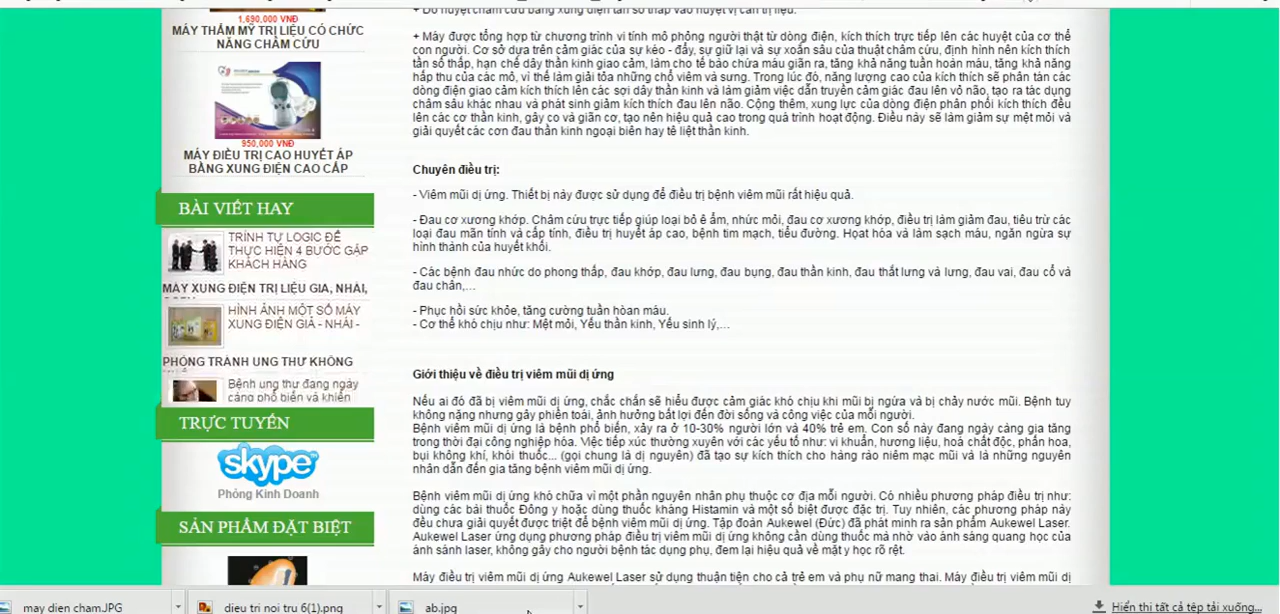 1,690,000 VNĐ
MÁY THẨM MỸ TRỊ LIỆU CÓ CHỨC
NĂNG CHÂM CỨU
950,000 VNĐ
MÁY ĐIỀU TRỊ CAO HUYẾT ÁP
BẰNG XUNG ĐIỆN CAO CẤP
BÀI VIẾT HAY
TRÌNH TỰ LOGIC ĐỂ
THỰC HIỆN 4 BƯỚC GẶP
KHÁCH HÀNG
MÁY XUNG ĐIỆN TRỊ LIỆU GIẢ, NHÁI,
HÌNH ẢNH MỘT SỐ MÁY
XUNG ĐIỆN GIẢ - NHÁI -
PHÒNG TRÁNH UNG THƯ KHÔNG
Bệnh ung thư đang ngày
càng phổ biến và khiến
TRỰC TUYẾN
skype
Phòng Kinh Doanh
SẢN PHẨM ĐẶT BIỆT
+ Dò huyệt châm cứu bằng xung điện tần số thấp vào huyệt vị cần trị liệu.
+ Máy được tổng hợp từ chương trình vi tính mô phỏng người thật từ dòng điện, kích thích trực tiếp lên các huyệt của cơ thể
con người. Cơ sở dựa trên cảm giác của sự kéo - đẩy, sự giữ lại và sự xoắn sâu của thuật châm cứu, định hình nên kích thích
tần số thấp, hạn chế dây thần kinh giao cảm, làm cho tế bào chứa máu giãn ra, tăng khả năng tuần hoàn máu, tăng khả năng
hấp thu của các mô, vì thế làm giải tỏa những chỗ viêm và sưng. Trong lúc đó, năng lượng cao của kích thích sẽ phân tán các
dòng điện giao cảm kích thích lên các sợi dây thần kinh và làm giảm việc dẫn truyền cảm giác đau lên vỏ não, tạo ra tác dụng
châm sâu khác nhau và phát sinh giảm kích thích đau lên não. Cộng thêm, xung lực của dòng điện phân phối kích thích đều
lên các cơ thần kinh, gây co và giãn cơ, tạo nên hiệu quả cao trong quá trình hoạt động. Điều này sẽ làm giảm sự mệt mỏi và
giải quyết các cơn đau thần kinh ngoại biên hay tê liệt thần kinh.
Chuyên điều trị:
- Viêm mũi dị ứng. Thiết bị này được sử dụng để điều trị bệnh viêm mũi rất hiệu quả.
- Đau cơ xương khớp. Châm cứu trực tiếp giúp loại bỏ ê ẩm, nhức mỏi, đau cơ xương khớp, điều trị làm giảm đau, tiêu trừ các
loại đau mãn tính và cấp tính, điều trị huyết áp cao, bệnh tim mạch, tiểu đường. Hoạt hóa và làm sạch máu, ngăn ngừa sự
hình thành của huyết khối.
- Các bệnh đau nhức do phong thấp, đau khớp, đau lưng, đau bụng, đau thần kinh, đau thắt lưng và lưng, đau vai, đau cổ và
đau chân,...
- Phục hồi sức khỏe, tăng cường tuần hòan máu.
- Cơ thể khó chịu như: Mệt mỏi, Yếu thần kinh, Yếu sinh lý,...
Giới thiệu về điều trị viêm mũi dị ứng
Nếu ai đó đã bị viêm mũi dị ứng, chắc chắn sẽ hiểu được cảm giác khó chịu khi mũi bị ngứa và bị chảy nước mũi. Bệnh tuy
không nặng nhưng gây phiền toái, ảnh hưởng bất lợi đến đời sống và công việc của mỗi người.
Bệnh viêm mũi dị ứng là bệnh phổ biến, xảy ra ở 10-30% người lớn và 40% trẻ em. Con số này đang ngày càng gia tăng
trong thời đại công nghiệp hóa. Việc tiếp xúc thường xuyên với các yếu tố như: vi khuẩn, hương liệu, hoá chất độc, phấn hoa,
bụi không khí, khói thuốc... (gọi chung là dị nguyên) đã tạo sự kích thích cho hàng rào niêm mạc mũi và là những nguyên
nhân dẫn đến gia tăng bệnh viêm mũi dị ứng.
Bệnh viêm mũi dị ứng khó chữa vì một phần nguyên nhân phụ thuộc cơ địa mỗi người. Có nhiều phương pháp điều trị như:
dùng các bài thuốc Đông y hoặc dùng thuốc kháng Histamin và một số biệt được đặc trị. Tuy nhiên, các phương pháp này
đều chưa giải quyết được triệt để bệnh viêm mũi dị ứng. Tập đoàn Aukewel (Đức) đã phát minh ra sản phẩm Aukewel Laser.
Aukewel Laser ứng dụng phương pháp điều trị viêm mũi dị ứng không cần dùng thuốc mà nhờ vào ánh sáng quang học của
ánh sánh laser, không gây cho người bệnh tác dụng phụ, đem lại hiệu quả về mặt y học rõ rệt.
Máy điều trị viêm mũi dị ứng Aukewel Laser sử dụng thuận tiện cho cả trẻ em và phụ nữ mang thai. Máy điều trị viêm mũi dị
may dien cham.JPG
dieu tri noi tru 6(1).png
ab.jpg
Hiển thị tất cả tệp tải xuống...